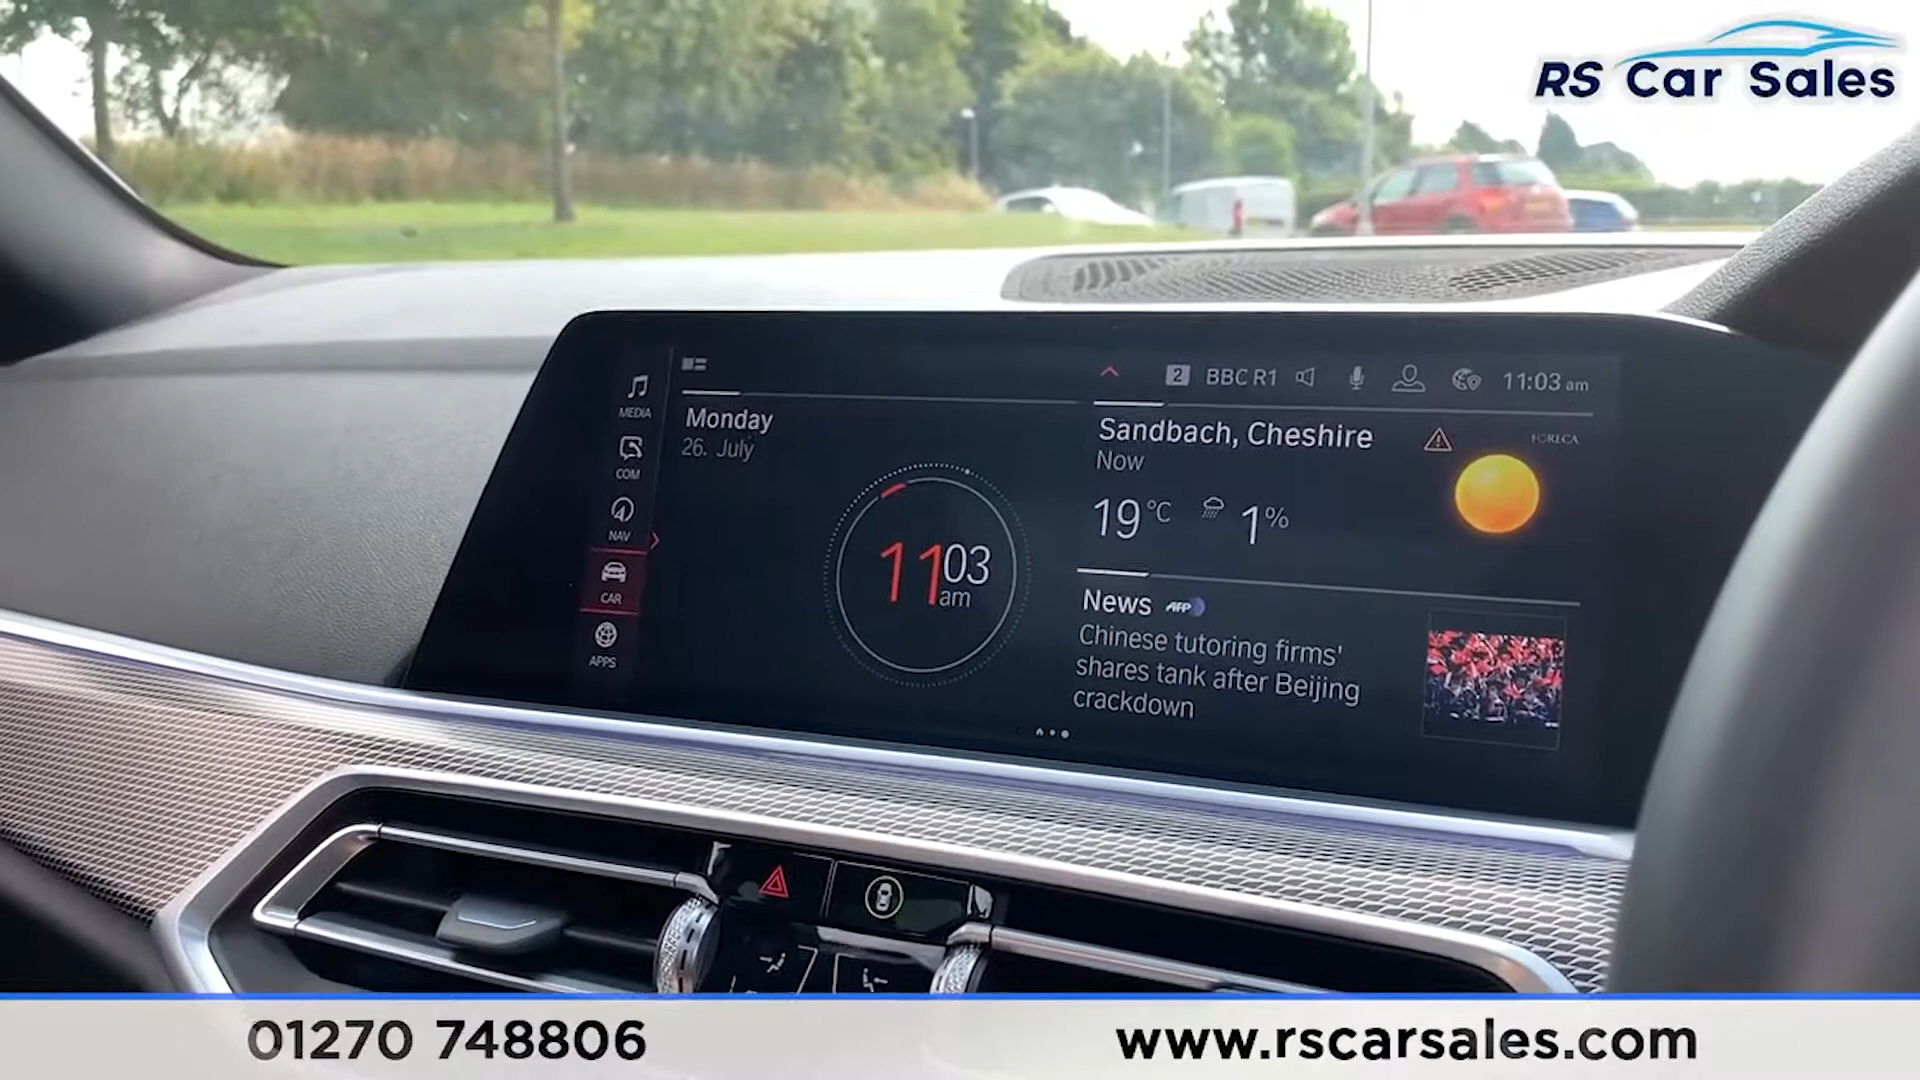 RS Car Sales
2 BBC R1 11:03 am
MEDIA
COM
NAV
CAR
APPS
Monday
26. July
1103
am
Sandbach, Cheshire
FORECA
Now
19 °C 1%
News AFP
Chinese tutoring firms'
shares tank after Beijing
crackdown
01270 748806
www.rscarsales.com